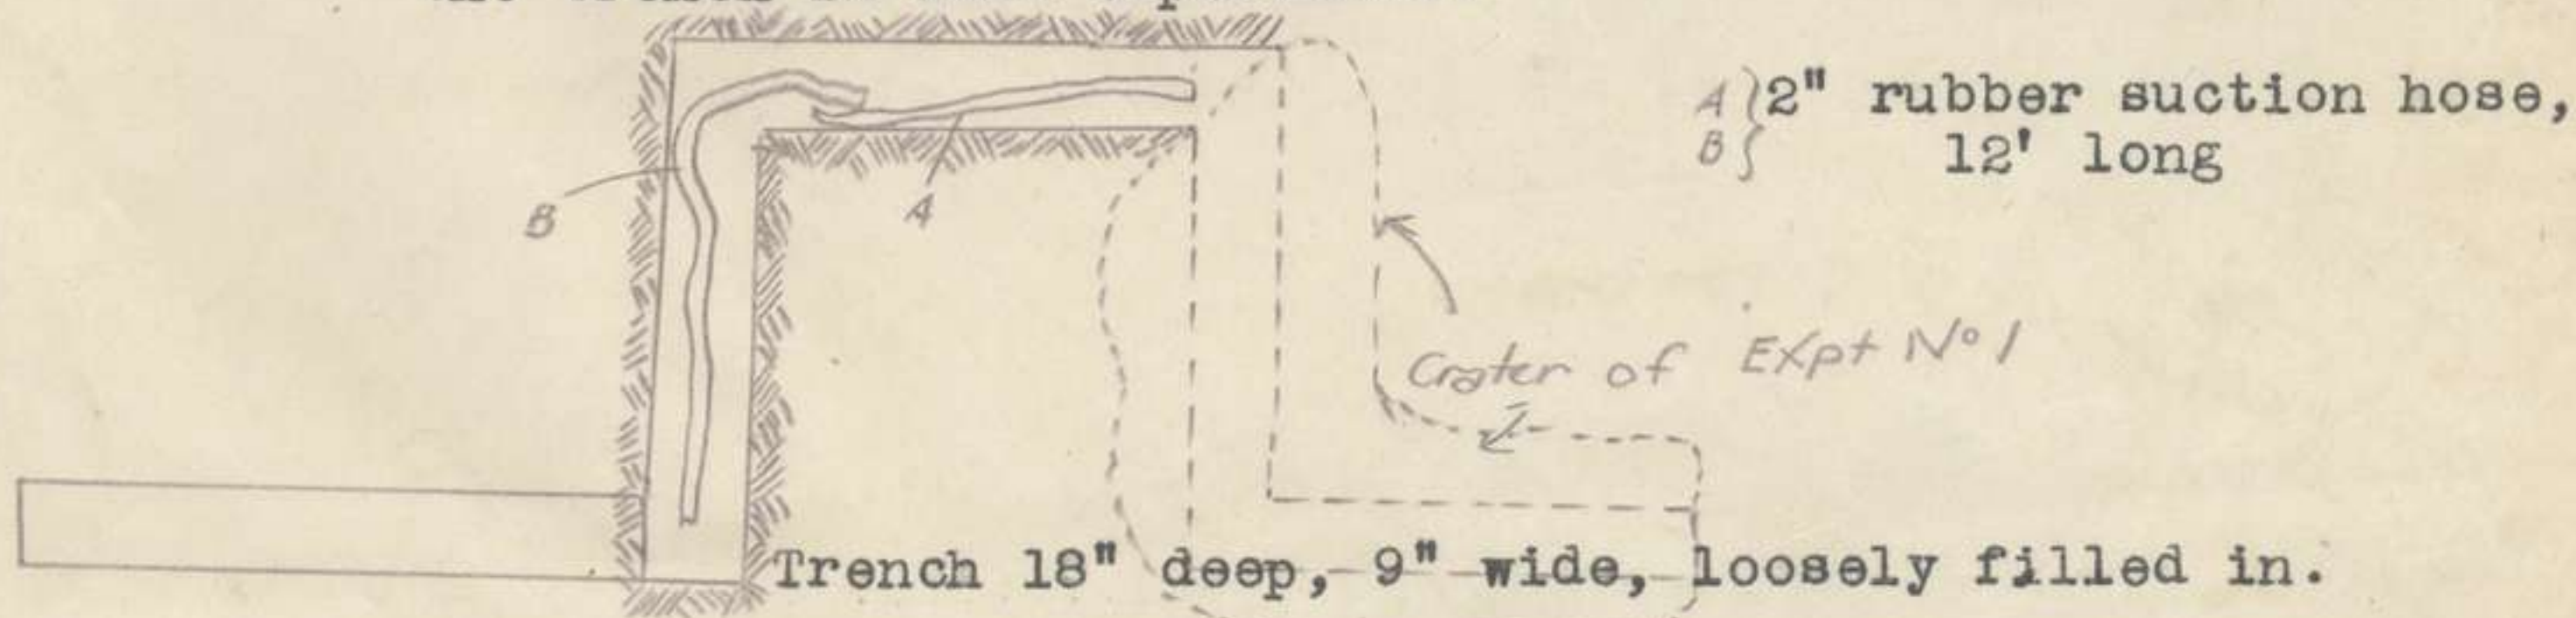 A } 2" rubber suction hose,
B } 12' long
B
A
Crater of Expt No 1
Trench 18" deep, 9" wide, loosely filled in.